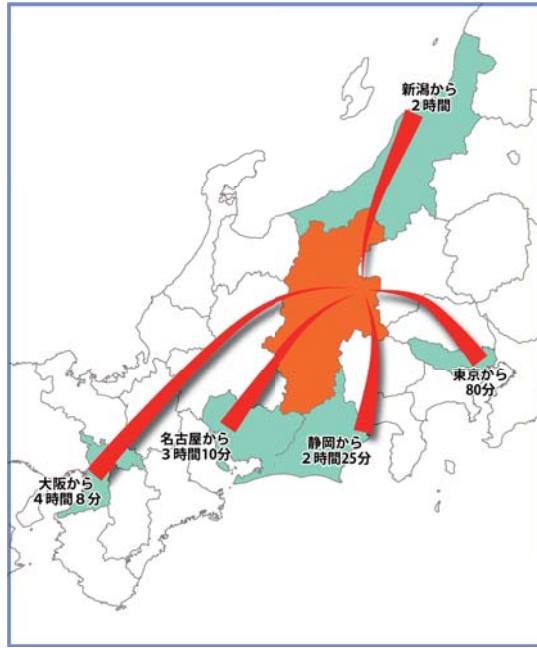 新潟から
２時間
東京から
80分
名古屋から
３時間10分
静岡から
２時間25分
大阪から
４時間８分